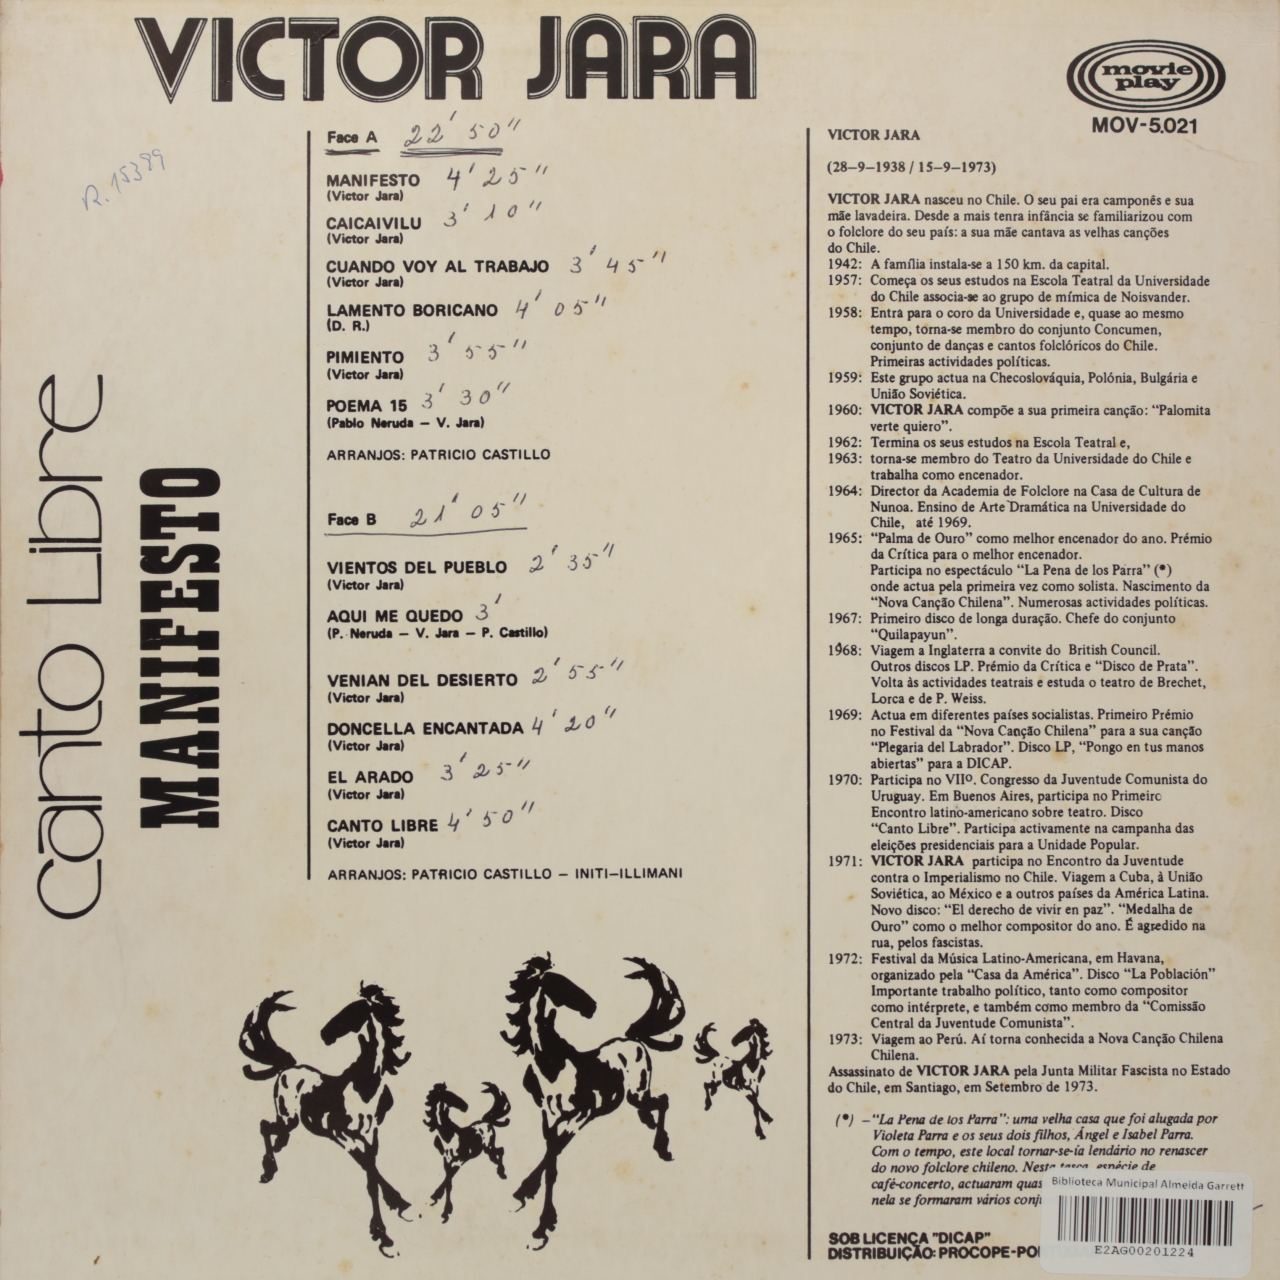 VICTOR JARA
movie
play
MOV-5.021
R. 15399
Canto Libre
MANIFESTO
Face A 22' 50"
MANIFESTO 4' 25"
(Victor Jara)
CAICAIVILU 3' 10"
(Victor Jara)
CUANDO VOY AL TRABAJO 3' 45"
(Victor Jara)
LAMENTO BORICANO 4' 05"
(D. R.)
PIMIENTO 3' 55"
(Victor Jara)
POEMA 15 3' 30"
(Pablo Neruda – V. Jara)
ARRANJOS: PATRICIO CASTILLO
Face B 21' 05"
VIENTOS DEL PUEBLO 2' 35"
(Victor Jara)
AQUI ME QUEDO 3'
(P. Neruda – V. Jara – P. Castillo)
VENIAN DEL DESIERTO 2' 55"
(Victor Jara)
DONCELLA ENCANTADA 4' 20"
(Victor Jara)
EL ARADO 3' 25"
(Victor Jara)
CANTO LIBRE 4' 50"
(Victor Jara)
ARRANJOS: PATRICIO CASTILLO – INITI–ILLIMANI
VICTOR JARA
(28–9–1938 / 15–9–1973)
VICTOR JARA nasceu no Chile. O seu pai era camponês e sua
mãe lavadeira. Desde a mais tenra infância se familiarizou com
o folclore do seu país: a sua mãe cantava as velhas canções
do Chile.
1942: A família instala-se a 150 km. da capital.
1957: Começa os seus estudos na Escola Teatral da Universidade
do Chile associa-se ao grupo de mímica de Noisvander.
1958: Entra para o coro da Universidade e, quase ao mesmo
tempo, torna-se membro do conjunto Concumen,
conjunto de danças e cantos folclóricos do Chile.
Primeiras actividades políticas.
1959: Este grupo actua na Checoslováquia, Polónia, Bulgária e
União Soviética.
1960: VICTOR JARA compõe a sua primeira canção: "Palomita
verte quiero".
1962: Termina os seus estudos na Escola Teatral e,
1963: torna-se membro do Teatro da Universidade do Chile e
trabalha como encenador.
1964: Director da Academia de Folclore na Casa de Cultura de
Nunoa. Ensino de Arte Dramática na Universidade do
Chile, até 1969.
1965: "Palma de Ouro" como melhor encenador do ano. Prémio
da Crítica para o melhor encenador.
Participa no espectáculo "La Pena de los Parra" (*)
onde actua pela primeira vez como solista. Nascimento da
"Nova Canção Chilena". Numerosas actividades políticas.
1967: Primeiro disco de longa duração. Chefe do conjunto
"Quilapayun".
1968: Viagem a Inglaterra a convite do British Council.
Outros discos LP. Prémio da Crítica e "Disco de Prata".
Volta às actividades teatrais e estuda o teatro de Brechet,
Lorca e de P. Weiss.
1969: Actua em diferentes países socialistas. Primeiro Prémio
no Festival da "Nova Canção Chilena" para a sua canção
"Plegaria del Labrador". Disco LP, "Pongo en tus manos
abiertas" para a DICAP.
1970: Participa no VIIº. Congresso da Juventude Comunista do
Uruguay. Em Buenos Aires, participa no Primeiro
Encontro latino-americano sobre teatro. Disco
"Canto Libre". Participa activamente na campanha das
eleições presidenciais para a Unidade Popular.
1971: VICTOR JARA participa no Encontro da Juventude
contra o Imperialismo no Chile. Viagem a Cuba, à União
Soviética, ao México e a outros países da América Latina.
Novo disco: "El derecho de vivir en paz". "Medalha de
Ouro" como o melhor compositor do ano. É agredido na
rua, pelos fascistas.
1972: Festival da Música Latino-Americana, em Havana,
organizado pela "Casa da América". Disco "La Población"
Importante trabalho político, tanto como compositor
como intérprete, e também como membro da "Comissão
Central da Juventude Comunista".
1973: Viagem ao Perú. Aí torna conhecida a Nova Canção Chilena
Chilena.
Assassinato de VICTOR JARA pela Junta Militar Fascista no Estado
do Chile, em Santiago, em Setembro de 1973.
(*) –"La Pena de los Parra": uma velha casa que foi alugada por
Violeta Parra e os seus dois filhos, Ángel e Isabel Parra.
Com o tempo, este local tornar-se-ía lendário no renascer
do novo folclore chileno. Nesta tasca, espécie de
café-concerto, actuaram
nela se formaram vários
SOB LICENÇA "DICAP"
DISTRIBUIÇÃO: PROCOPE-PO
Biblioteca Municipal Almeida Garrett
E2AG00201224